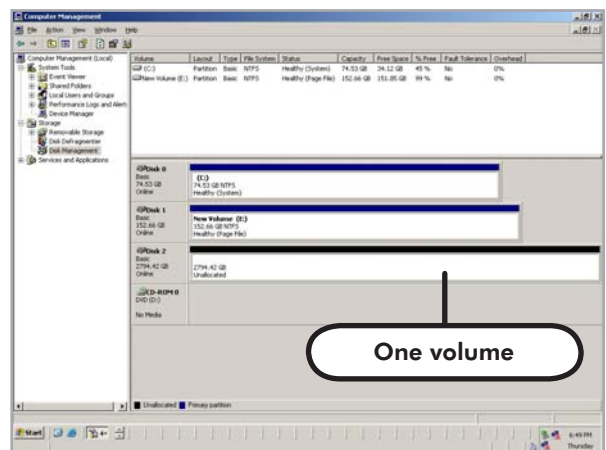 Computer Management
File Action View Window Help
Computer Management (Local)
System Tools
Event Viewer
Shared Folders
Local Users and Groups
Performance Logs and Alert
Device Manager
Storage
Removable Storage
Disk Defragmenter
Disk Management
Services and Applications
Volume Layout Type File System Status Capacity Free Space % Free Fault Tolerance Overhead
(C:) Partition Basic NTFS Healthy (System) 74.53 GB 34.12 GB 45 % No 0%
New Volume (E:) Partition Basic NTFS Healthy (Page File) 152.66 GB 151.85 GB 99 % No 0%
Disk 0
Basic
74.53 GB
Online
(C:)
74.53 GB NTFS
Healthy (System)
Disk 1
Basic
152.66 GB
Online
New Volume (E:)
152.66 GB NTFS
Healthy (Page File)
Disk 2
Basic
2794.42 GB
Online
2794.42 GB
Unallocated
CD-ROM 0
DVD (D:)
No Media
One volume
Unallocated Primary partition
Start
6:49 PM
Thursday